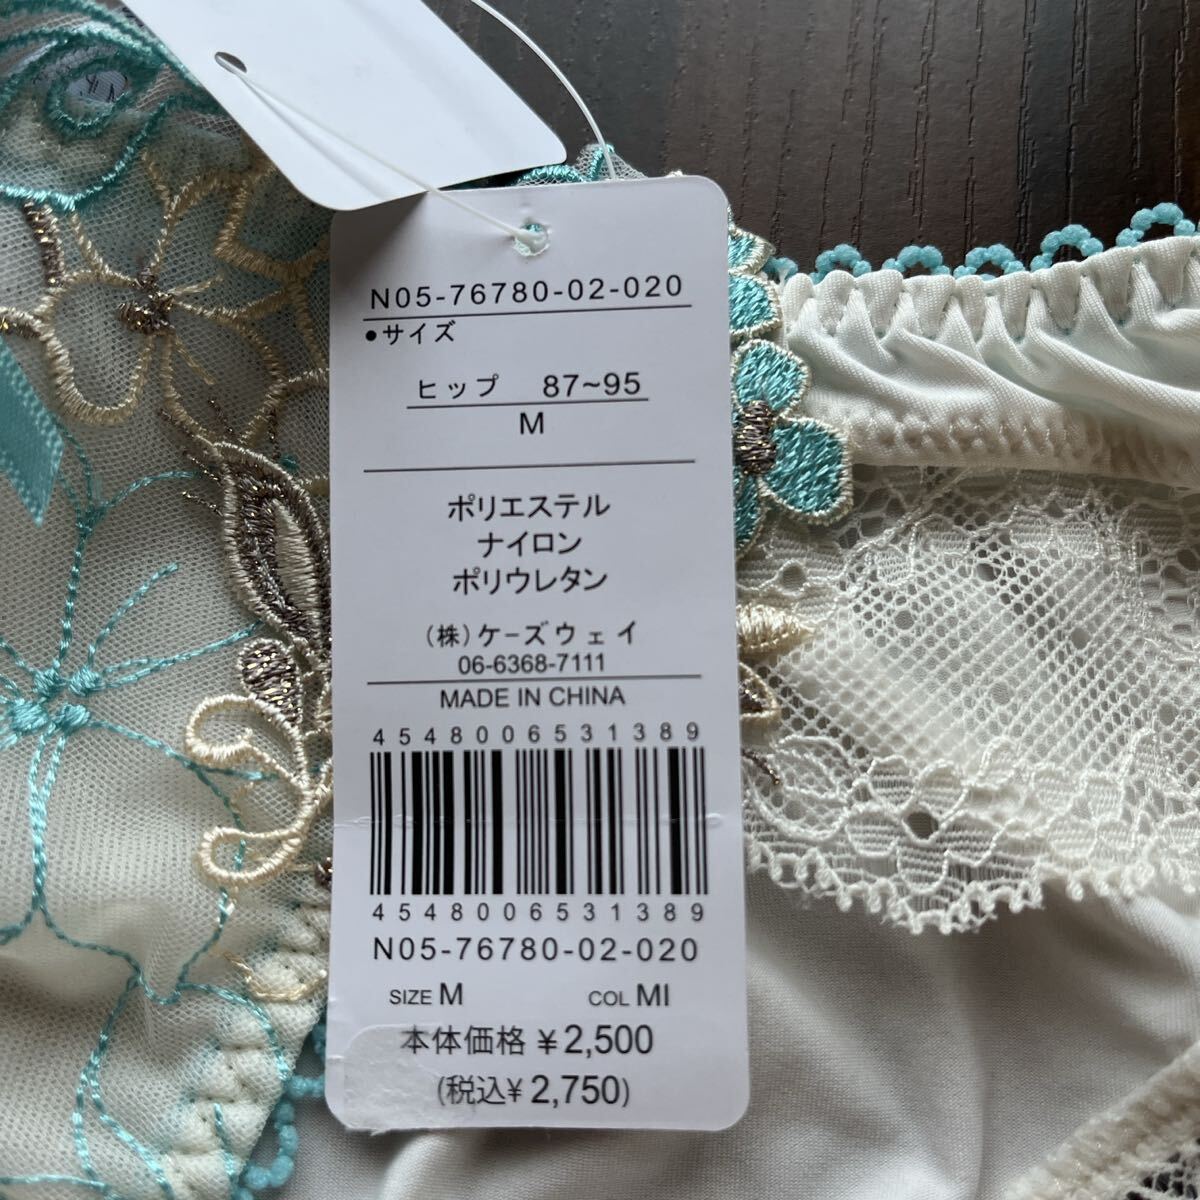 N05-76780-02-020
●サイズ
ヒップ 87~95
M
ポリエステル
ナイロン
ポリウレタン
(株)ケーズウェイ
06-6368-7111
MADE IN CHINA
4548006531389
4548006531389
N05-76780-02-020
SIZE M COL MI
本体価格 ¥2,500
(税込¥2,750)